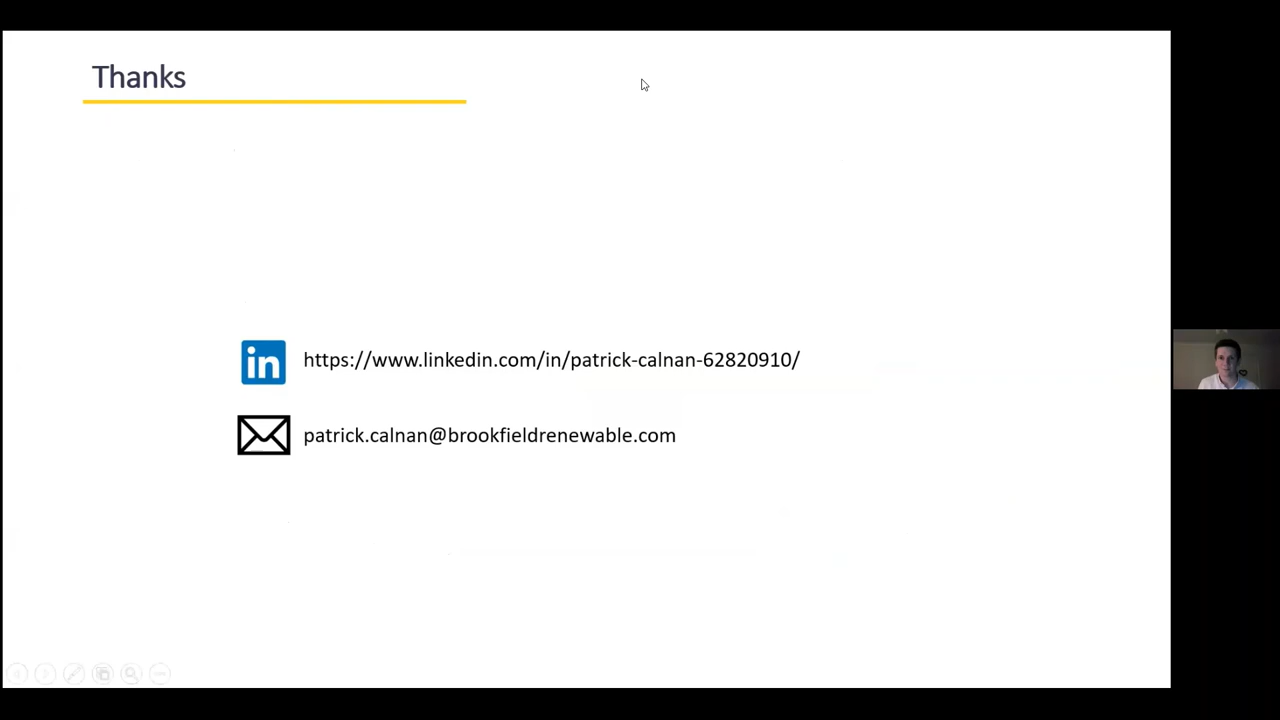 Thanks
in
https://www.linkedin.com/in/patrick-calnan-62820910/
patrick.calnan@brookfieldrenewable.com